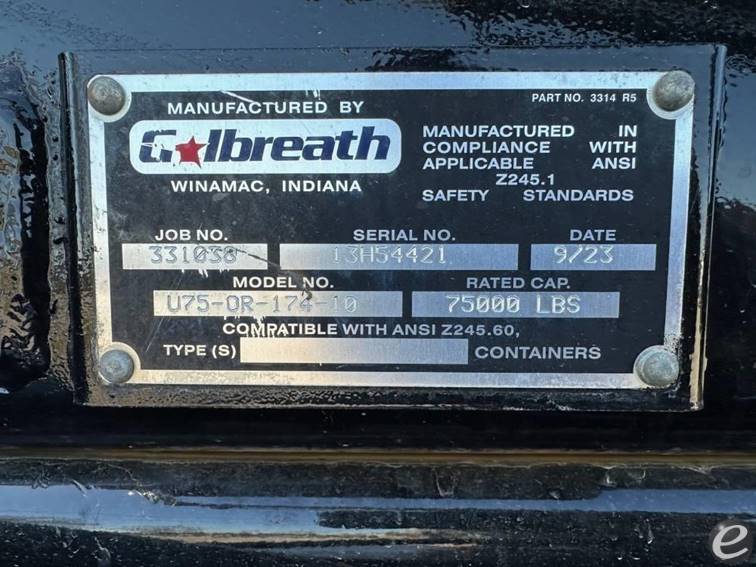 PART NO. 3314 R5
MANUFACTURED BY
Galbreath
WINAMAC, INDIANA
MANUFACTURED IN
COMPLIANCE WITH
APPLICABLE ANSI
Z245.1
SAFETY STANDARDS
JOB NO. SERIAL NO. DATE
331038 13H54421 9/23
MODEL NO. RATED CAP.
U75-OR-174-10 75000 LBS
COMPATIBLE WITH ANSI Z245.60,
TYPE (S) CONTAINERS
e